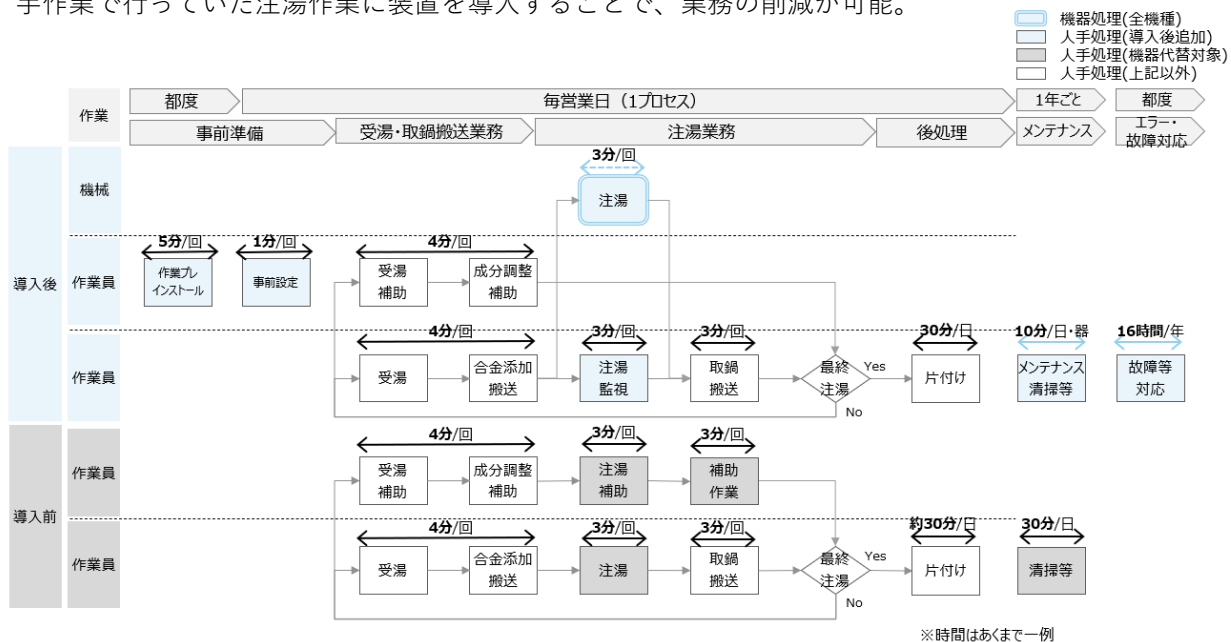 手作業で行っていた注湯作業に装置を導入することで、業務の削減が可能。
機器処理(全機種)
人手処理(導入後追加)
人手処理(機器代替対象)
人手処理(上記以外)
作業
都度
毎営業日（1プロセス）
1年ごと
都度
事前準備
受湯・取鍋搬送業務
注湯業務
後処理
メンテナンス
エラー・
故障対応
導入後
機械
3分/回
注湯
作業員
5分/回
作業プレ
インストール
1分/回
事前設定
4分/回
受湯
補助
成分調整
補助
作業員
4分/回
受湯
合金添加
搬送
3分/回
注湯
監視
3分/回
取鍋
搬送
最終
注湯
Yes
No
30分/日
片付け
10分/日・器
メンテナンス
清掃等
16時間/年
故障等
対応
導入前
作業員
4分/回
受湯
補助
成分調整
補助
3分/回
注湯
補助
3分/回
補助
作業
作業員
4分/回
受湯
合金添加
搬送
3分/回
注湯
3分/回
取鍋
搬送
最終
注湯
Yes
No
約30分/日
片付け
30分/日
清掃等
※時間はあくまで一例